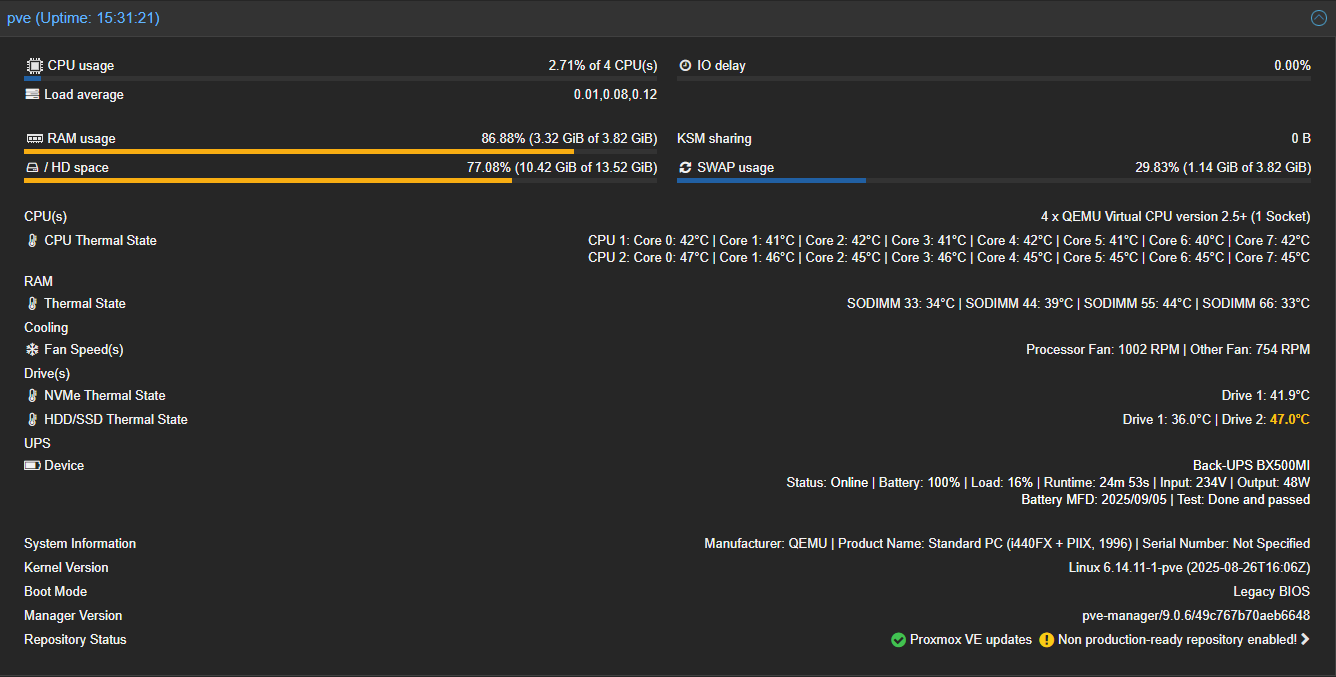 pve (Uptime: 15:31:21)
CPU usage 2.71% of 4 CPU(s)
IO delay 0.00%
Load average 0.01,0.08,0.12
RAM usage 86.88% (3.32 GiB of 3.82 GiB)
KSM sharing 0 B
/ HD space 77.08% (10.42 GiB of 13.52 GiB)
SWAP usage 29.83% (1.14 GiB of 3.82 GiB)
CPU(s) 4 x QEMU Virtual CPU version 2.5+ (1 Socket)
CPU Thermal State CPU 1: Core 0: 42°C | Core 1: 41°C | Core 2: 42°C | Core 3: 41°C | Core 4: 42°C | Core 5: 41°C | Core 6: 40°C | Core 7: 42°C
CPU 2: Core 0: 47°C | Core 1: 46°C | Core 2: 45°C | Core 3: 46°C | Core 4: 45°C | Core 5: 45°C | Core 6: 45°C | Core 7: 45°C
RAM
Thermal State SODIMM 33: 34°C | SODIMM 44: 39°C | SODIMM 55: 44°C | SODIMM 66: 33°C
Cooling
Fan Speed(s) Processor Fan: 1002 RPM | Other Fan: 754 RPM
Drive(s)
NVMe Thermal State Drive 1: 41.9°C
HDD/SSD Thermal State Drive 1: 36.0°C | Drive 2: 47.0°C
UPS
Device Back-UPS BX500MI
Status: Online | Battery: 100% | Load: 16% | Runtime: 24m 53s | Input: 234V | Output: 48W
Battery MFD: 2025/09/05 | Test: Done and passed
System Information Manufacturer: QEMU | Product Name: Standard PC (i440FX + PIIX, 1996) | Serial Number: Not Specified
Kernel Version Linux 6.14.11-1-pve (2025-08-26T16:06Z)
Boot Mode Legacy BIOS
Manager Version pve-manager/9.0.6/49c767b70aeb6648
Repository Status Proxmox VE updates Non production-ready repository enabled!